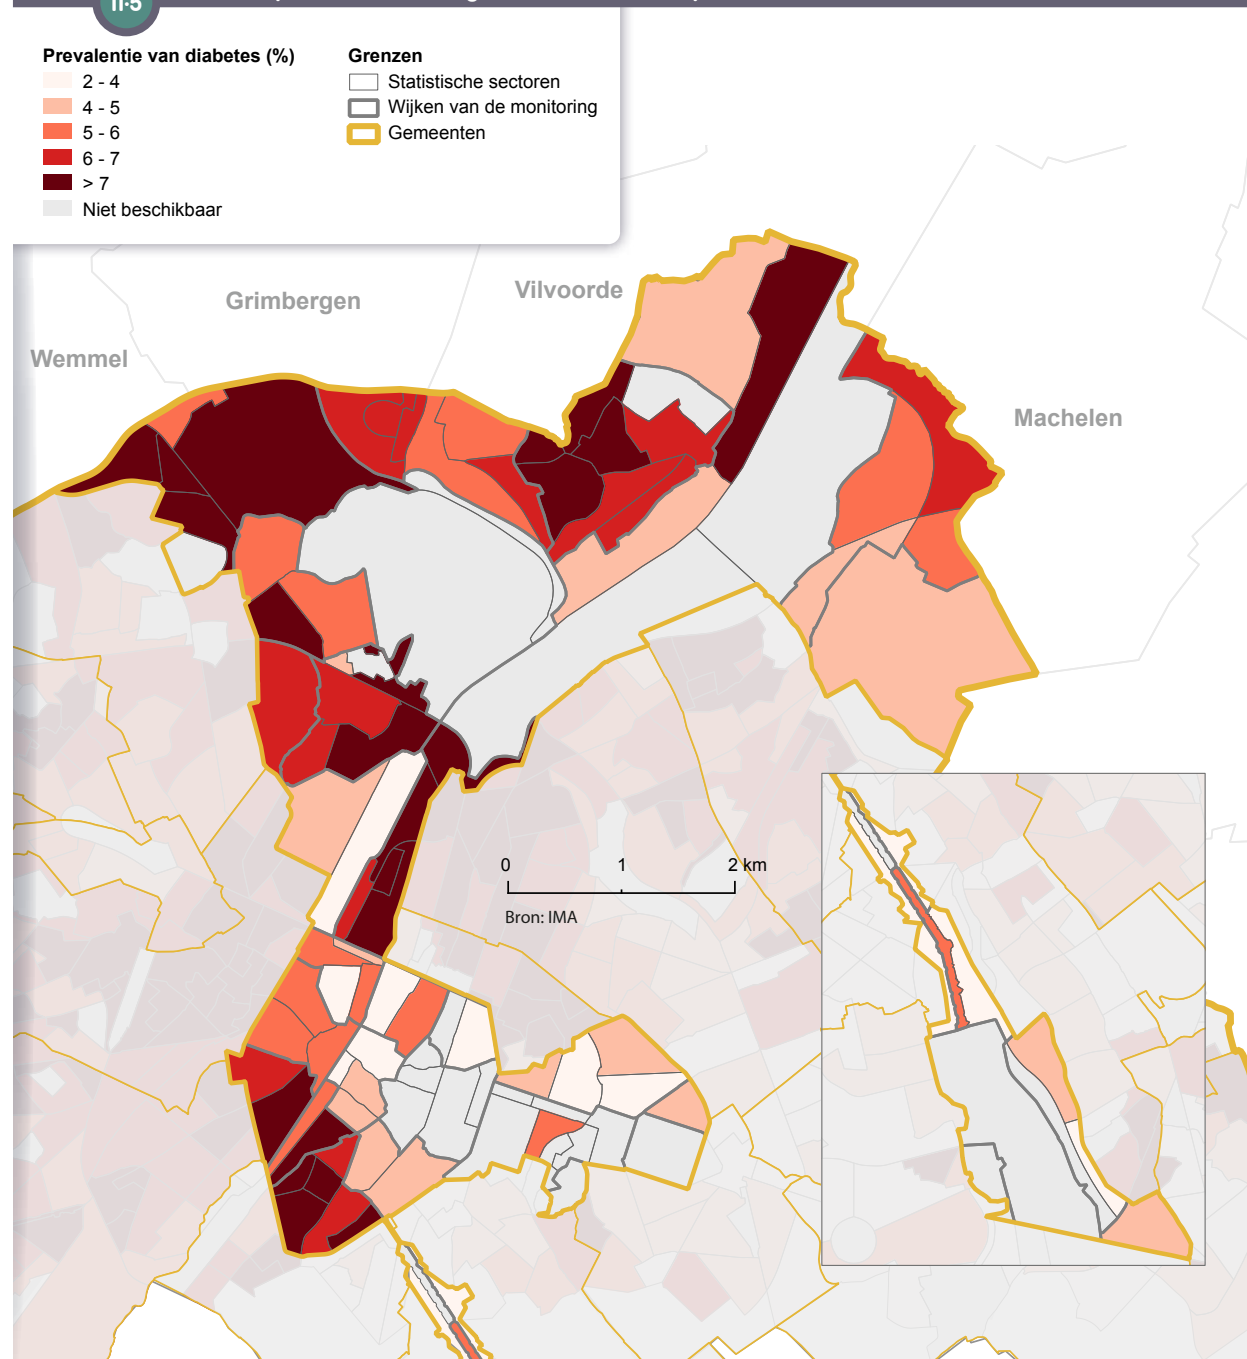 11.5
Prevalentie van diabetes (%)
2 - 4
4 - 5
5 - 6
6 - 7
> 7
Niet beschikbaar
Grenzen
Statistische sectoren
Wijken van de monitoring
Gemeenten
Vilvoorde
Grimbergen
Wemmel
Machelen
0 1 2 km
Bron: IMA